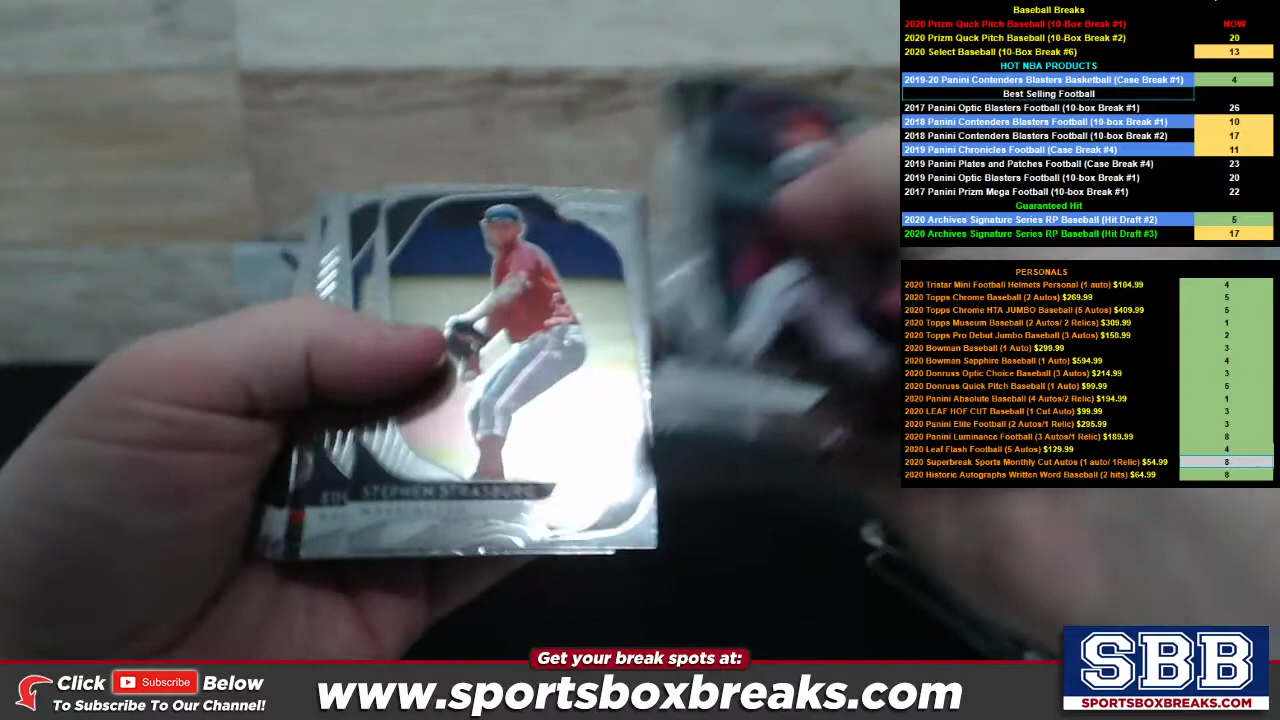 Baseball Breaks
2020 Prizm Quck Pitch Baseball (10-Box Break #1) NOW
2020 Prizm Quck Pitch Baseball (10-Box Break #2) 20
2020 Select Baseball (10-Box Break #6) 13
HOT NBA PRODUCTS
2019-20 Panini Contenders Blasters Basketball (Case Break #1) 4
Best Selling Football
2017 Panini Optic Blasters Football (10-box Break #1) 26
2018 Panini Contenders Blasters Football (10-box Break #1) 10
2018 Panini Contenders Blasters Football (10-box Break #2) 17
2019 Panini Chronicles Football (Case Break #4) 11
2019 Panini Plates and Patches Football (Case Break #4) 23
2019 Panini Optic Blasters Football (10-box Break #1) 20
2017 Panini Prizm Mega Football (10-box Break #1) 22
Guaranteed Hit
2020 Archives Signature Series RP Baseball (Hit Draft #2) 5
2020 Archives Signature Series RP Baseball (Hit Draft #3) 17
PERSONALS
2020 Tristar Mini Football Helmets Personal (1 auto) $104.99 4
2020 Topps Chrome Baseball (2 Autos) $269.99 5
2020 Topps Chrome HTA JUMBO Baseball (5 Autos) $409.99 5
2020 Topps Museum Baseball (2 Autos/ 2 Relics) $309.99 1
2020 Topps Pro Debut Jumbo Baseball (3 Autos) $158.99 2
2020 Bowman Baseball (1 Auto) $299.99 3
2020 Bowman Sapphire Baseball (1 Auto) $594.99 4
2020 Donruss Optic Choice Baseball (3 Autos) $214.99 3
2020 Donruss Quick Pitch Baseball (1 Auto) $99.99 5
2020 Panini Absolute Baseball (4 Autos/2 Relic) $194.99 1
2020 LEAF HOF CUT Baseball (1 Cut Auto) $99.99 3
2020 Panini Elite Football (2 Autos/1 Relic) $295.99 3
2020 Panini Luminance Football (3 Autos/1 Relic) $189.99 8
2020 Leaf Flash Football (5 Autos) $129.99 4
2020 Superbreak Sports Monthly Cut Autos (1 auto/ 1Relic) $54.99 8
2020 Historic Autographs Written Word Baseball (2 hits) $64.99 8
STEPHEN STRASBURG
Get your break spots at:
Click Subscribe Below
To Subscribe To Our Channel!
www.sportsboxbreaks.com
SBB
SPORTSBOXBREAKS.COM